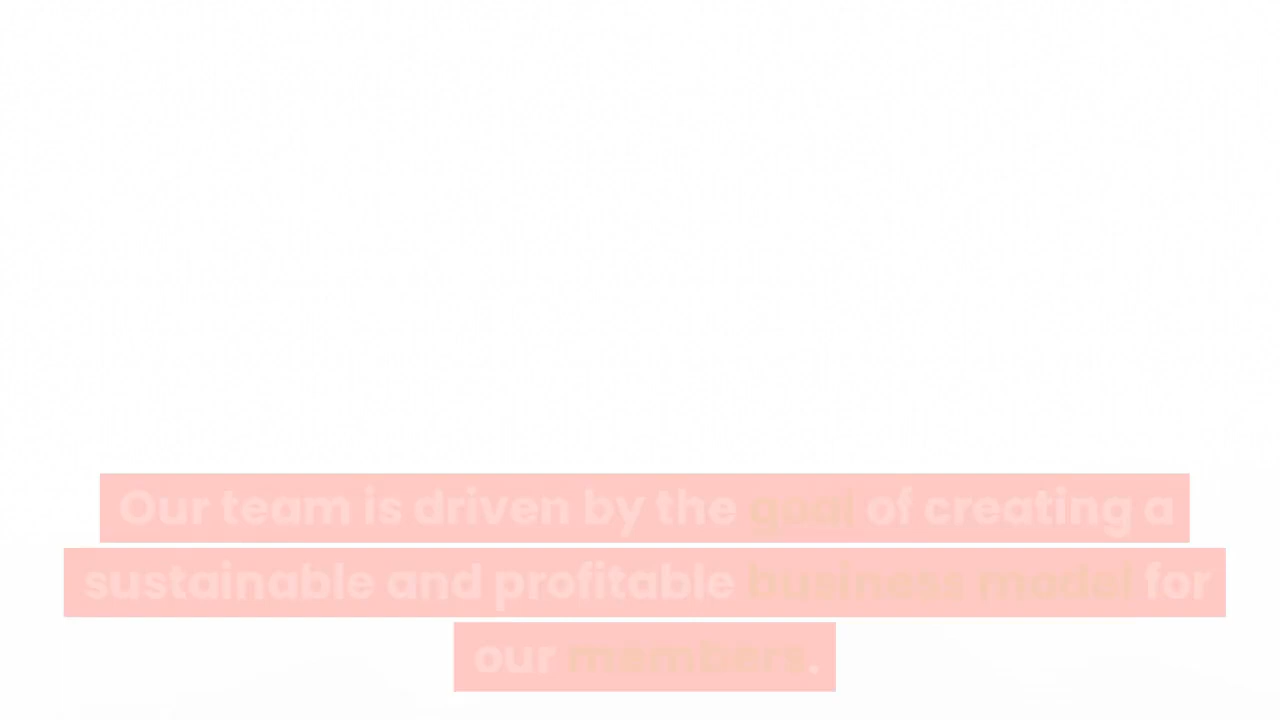 Our team is driven by the goal of creating a
sustainable and profitable business model for
our members.